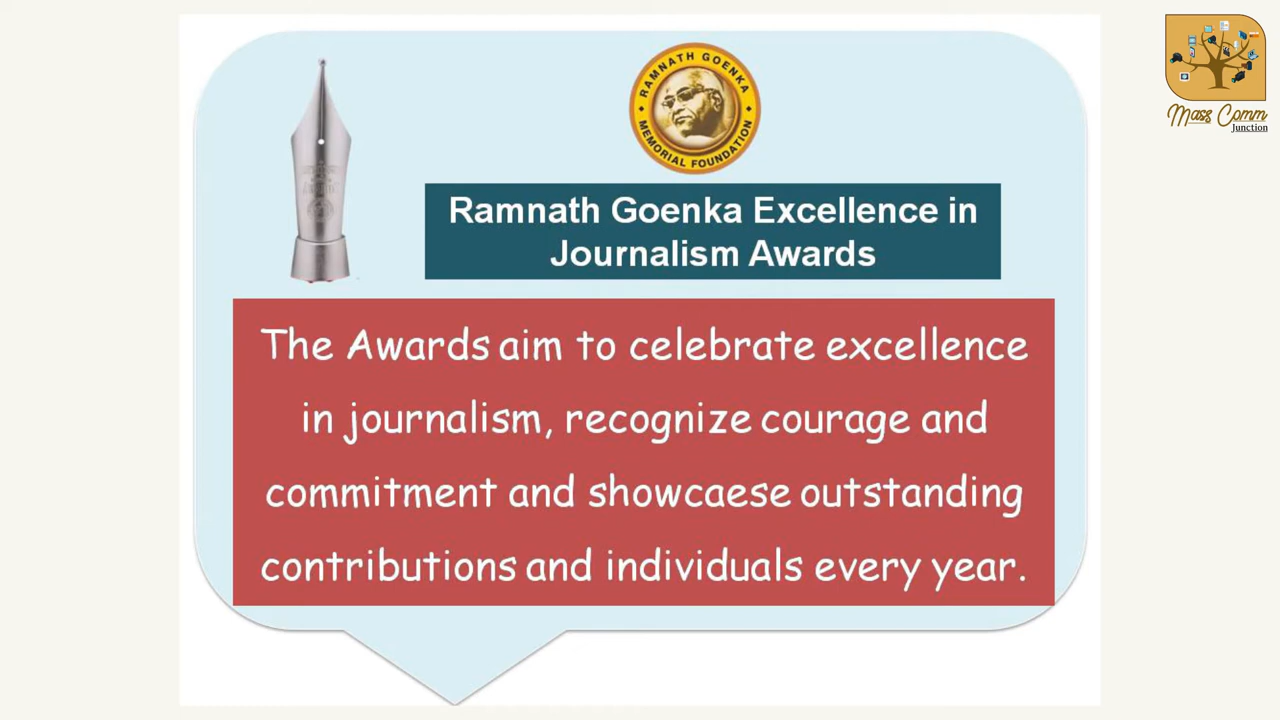 RAMNATH GOENKA
MEMORIAL FOUNDATION
Mass Comm
Junction
Ramnath Goenka Excellence in
Journalism Awards
The Awards aim to celebrate excellence
in journalism, recognize courage and
commitment and showcaese outstanding
contributions and individuals every year.